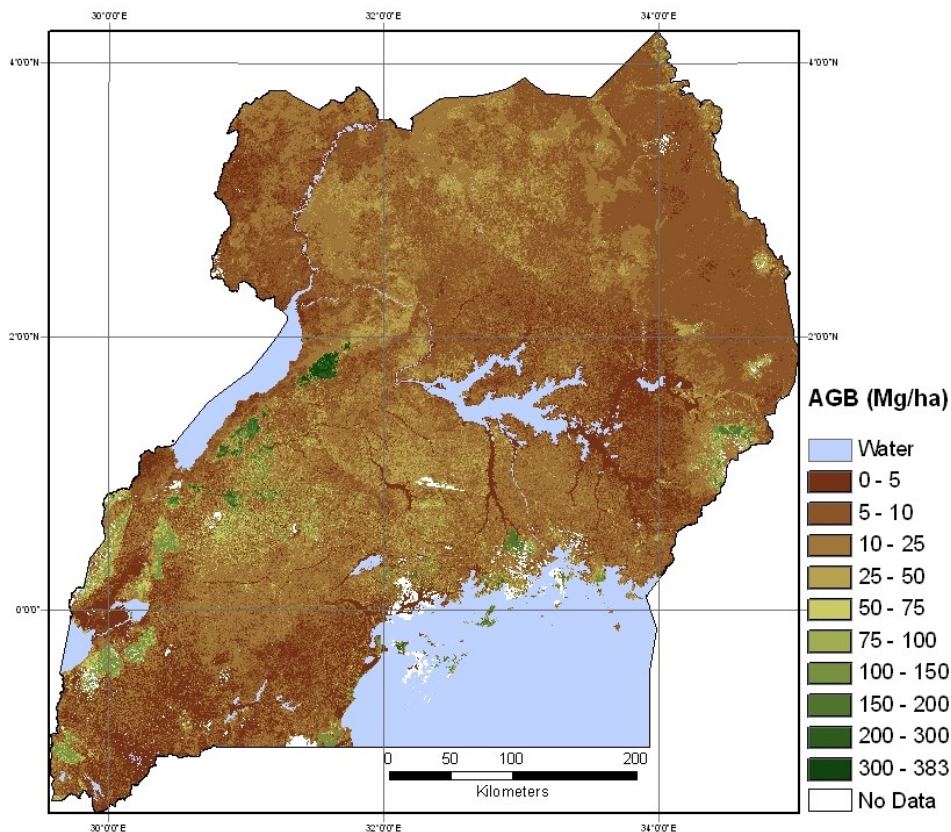 30°0'0"E 32°0'0"E 34°0'0"E
4°0'0"N 4°0'0"N
2°0'0"N 2°0'0"N
AGB (Mg/ha)
Water
0 - 5
5 - 10
10 - 25
25 - 50
50 - 75
75 - 100
100 - 150
150 - 200
200 - 300
300 - 383
No Data
0°0'0" 0°0'0"
0 50 100 200
Kilometers
30°0'0"E 32°0'0"E 34°0'0"E